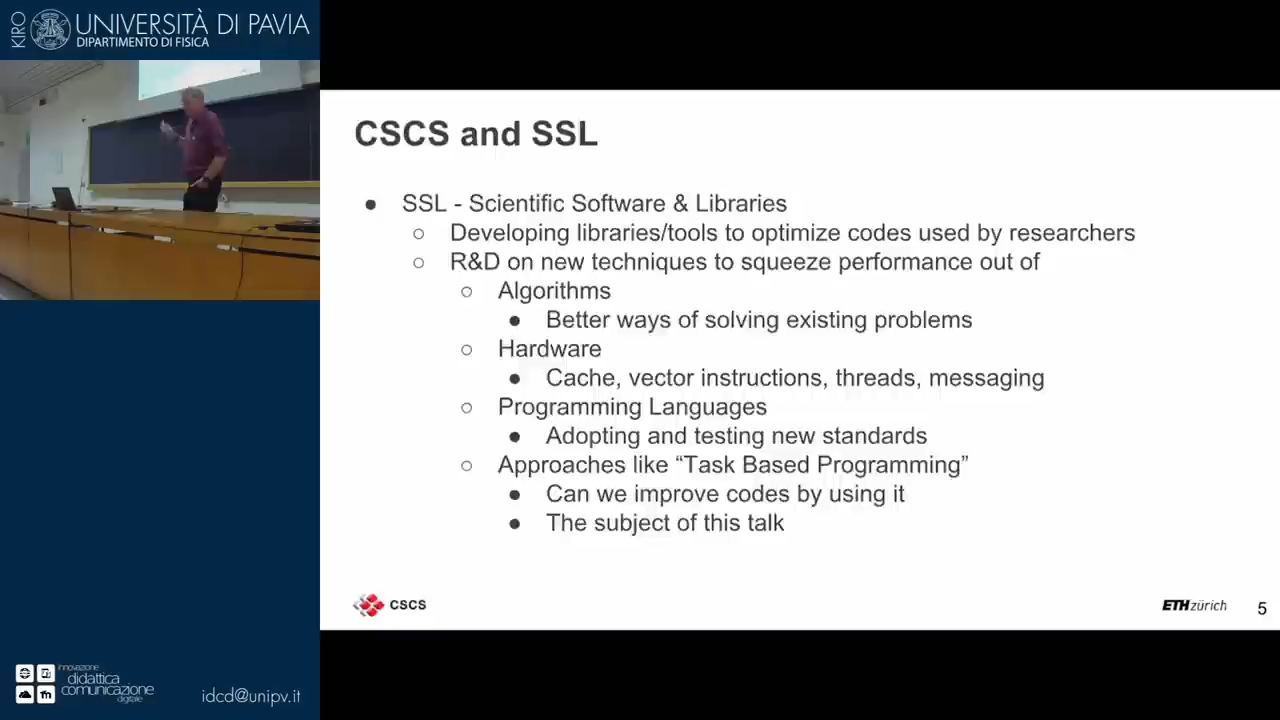 KIRO
UNIVERSITÀ DI PAVIA
DIPARTIMENTO DI FISICA
CSCS and SSL
● SSL - Scientific Software & Libraries
○ Developing libraries/tools to optimize codes used by researchers
○ R&D on new techniques to squeeze performance out of
○ Algorithms
● Better ways of solving existing problems
○ Hardware
● Cache, vector instructions, threads, messaging
○ Programming Languages
● Adopting and testing new standards
○ Approaches like “Task Based Programming”
● Can we improve codes by using it
● The subject of this talk
CSCS
ETH zürich
5
innovazione
didattica
comunicazione
digitale
idcd@unipv.it